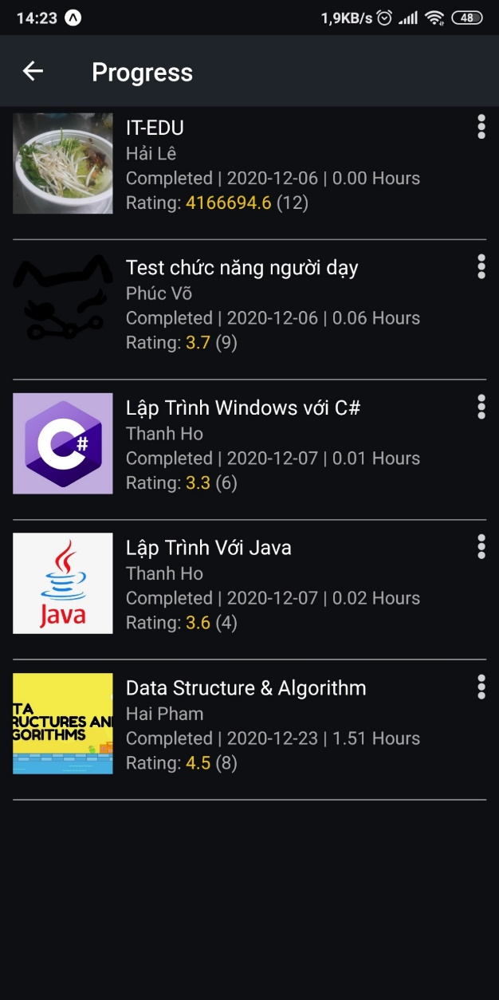 14:23
1,9KB/s
48
Progress
IT-EDU
Hải Lê
Completed | 2020-12-06 | 0.00 Hours
Rating: 4166694.6 (12)
Test chức năng người dạy
Phúc Võ
Completed | 2020-12-06 | 0.06 Hours
Rating: 3.7 (9)
C#
Lập Trình Windows với C#
Thanh Ho
Completed | 2020-12-07 | 0.01 Hours
Rating: 3.3 (6)
Java
Lập Trình Với Java
Thanh Ho
Completed | 2020-12-07 | 0.02 Hours
Rating: 3.6 (4)
TA
RUCTURES AN
GORITHMS
Data Structure & Algorithm
Hai Pham
Completed | 2020-12-23 | 1.51 Hours
Rating: 4.5 (8)